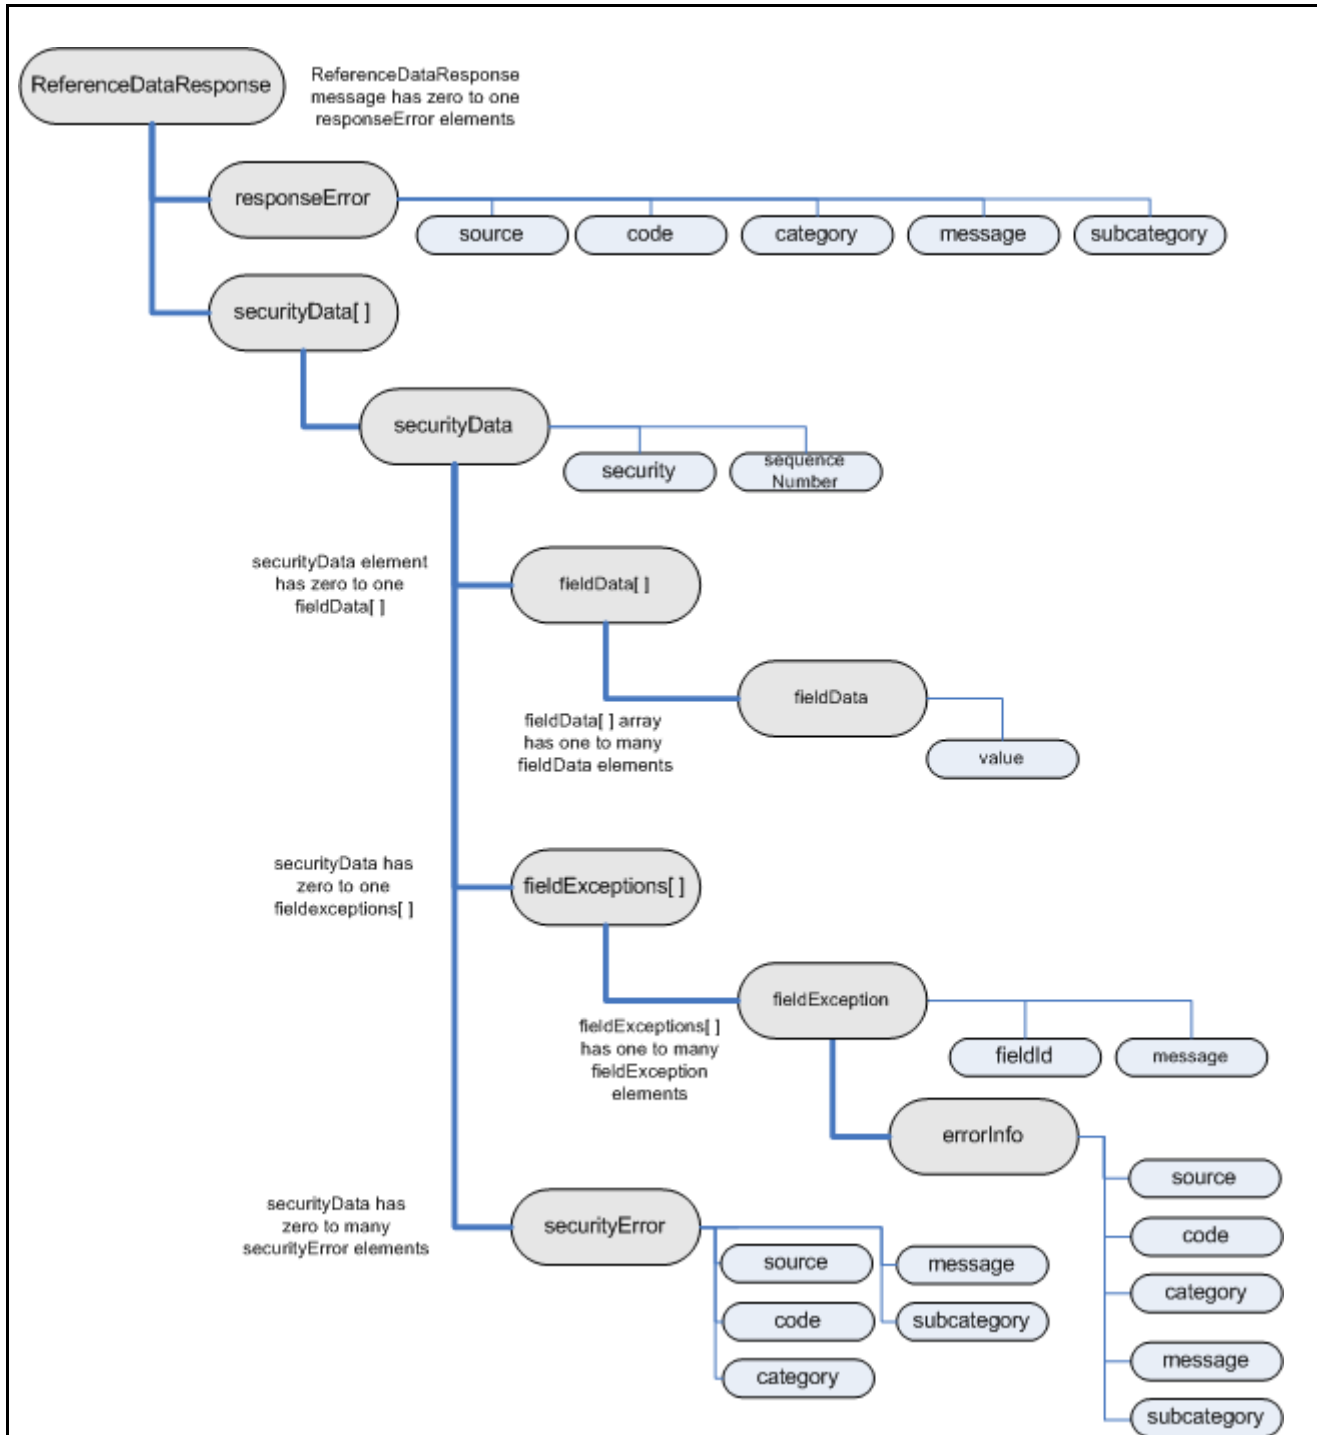 ReferenceDataResponse
ReferenceDataResponse
message has zero to one
responseError elements
responseError
source
code
category
message
subcategory
securityData[ ]
securityData
security
sequence
Number
securityData element
has zero to one
fieldData[ ]
fieldData[ ]
fieldData
fieldData[ ] array
has one to many
fieldData elements
value
securityData has
zero to one
fieldexceptions[ ]
fieldExceptions[ ]
fieldException
fieldExceptions[ ]
has one to many
fieldException
elements
fieldId
message
errorInfo
source
code
category
message
subcategory
securityData has
zero to many
securityError elements
securityError
source
message
code
subcategory
category